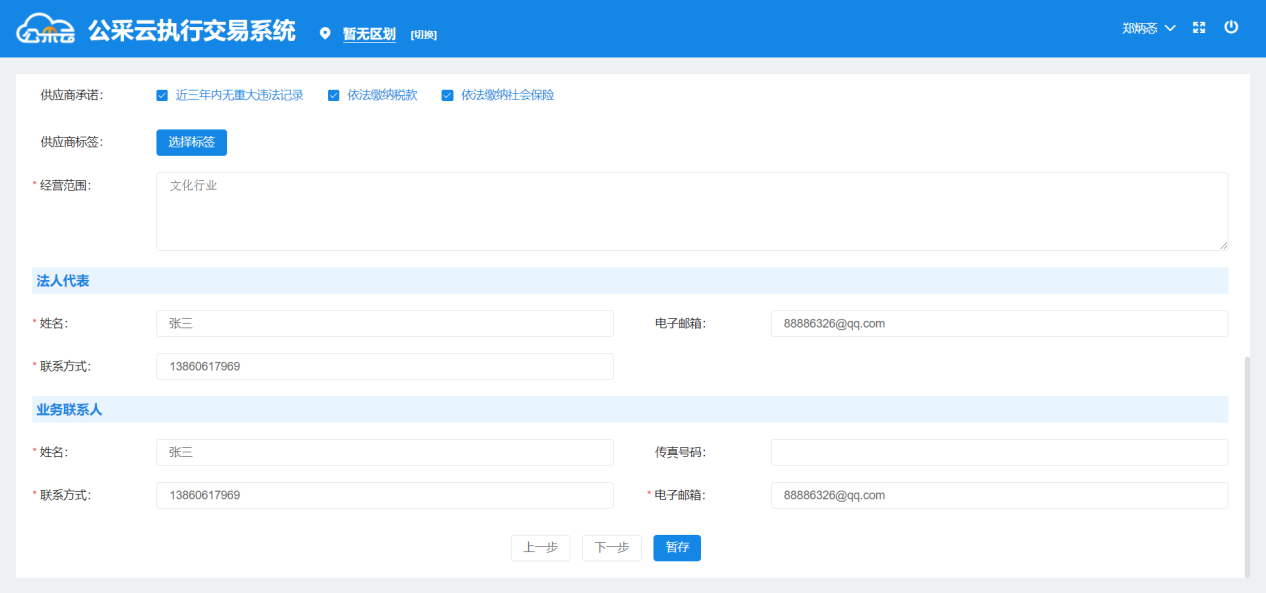 公采云 公采云执行交易系统 暂无区划 [切换] 郑炳忞
供应商承诺: 近三年内无重大违法记录 依法缴纳税款 依法缴纳社会保险
供应商标签: 选择标签
* 经营范围: 文化行业
法人代表
* 姓名: 张三 电子邮箱: 88886326@qq.com
* 联系方式: 13860617969
业务联系人
* 姓名: 张三 传真号码:
* 联系方式: 13860617969 * 电子邮箱: 88886326@qq.com
上一步 下一步 暂存